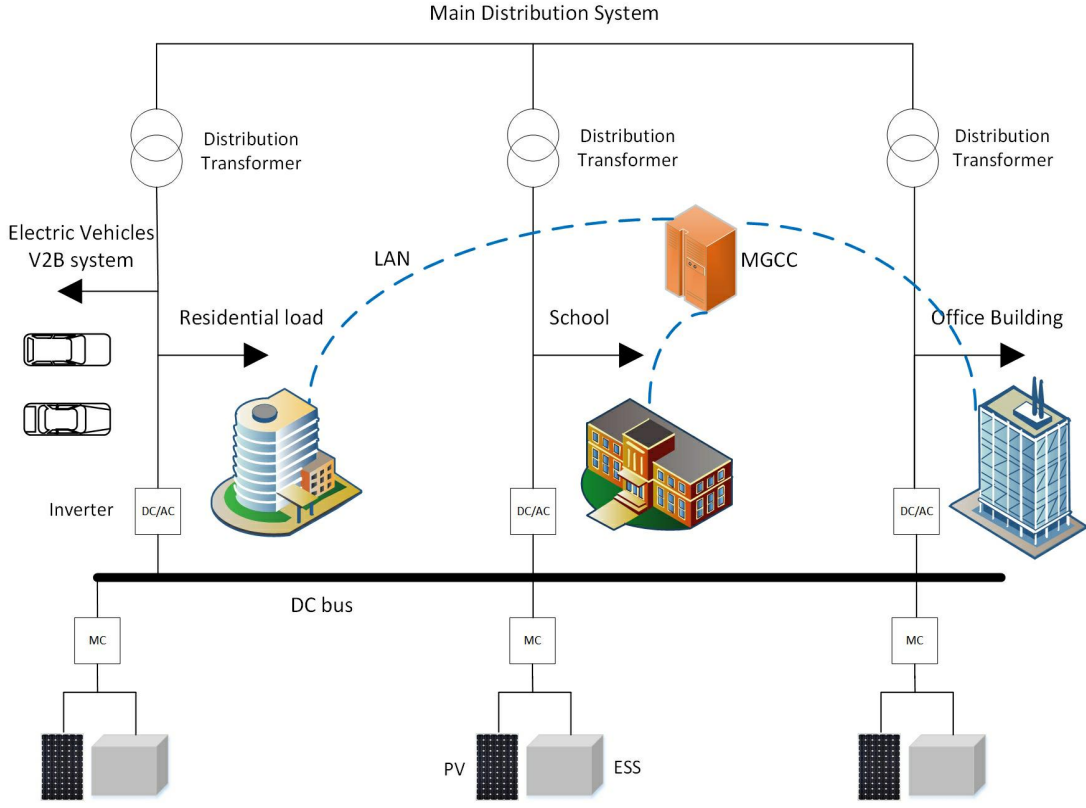 Main Distribution System
Distribution
Transformer
Distribution
Transformer
Distribution
Transformer
Electric Vehicles
V2B system
LAN
MGCC
Residential load
School
Office Building
Inverter
DC/AC
DC/AC
DC/AC
DC bus
MC
MC
MC
PV
ESS